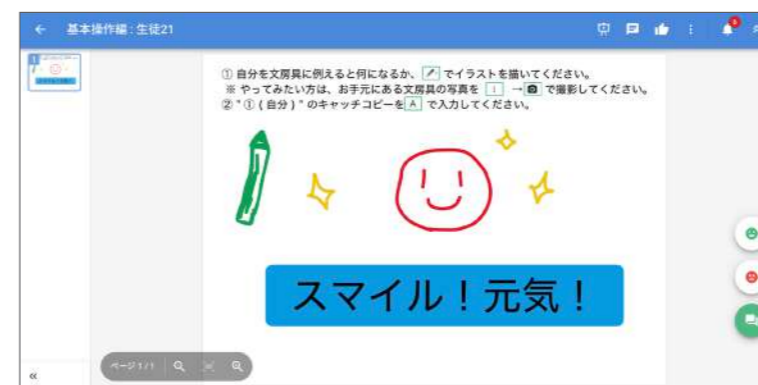 ← 基本操作編 : 生徒21
1
① 自分を文房具に例えると何になるか、 でイラストを描いてください。
※ やってみたい方は、お手元にある文房具の写真を → で撮影してください。
② "① ( 自分 ) " のキャッチコピーを A で入力してください。
スマイル！元気！
ページ 1 / 1
«